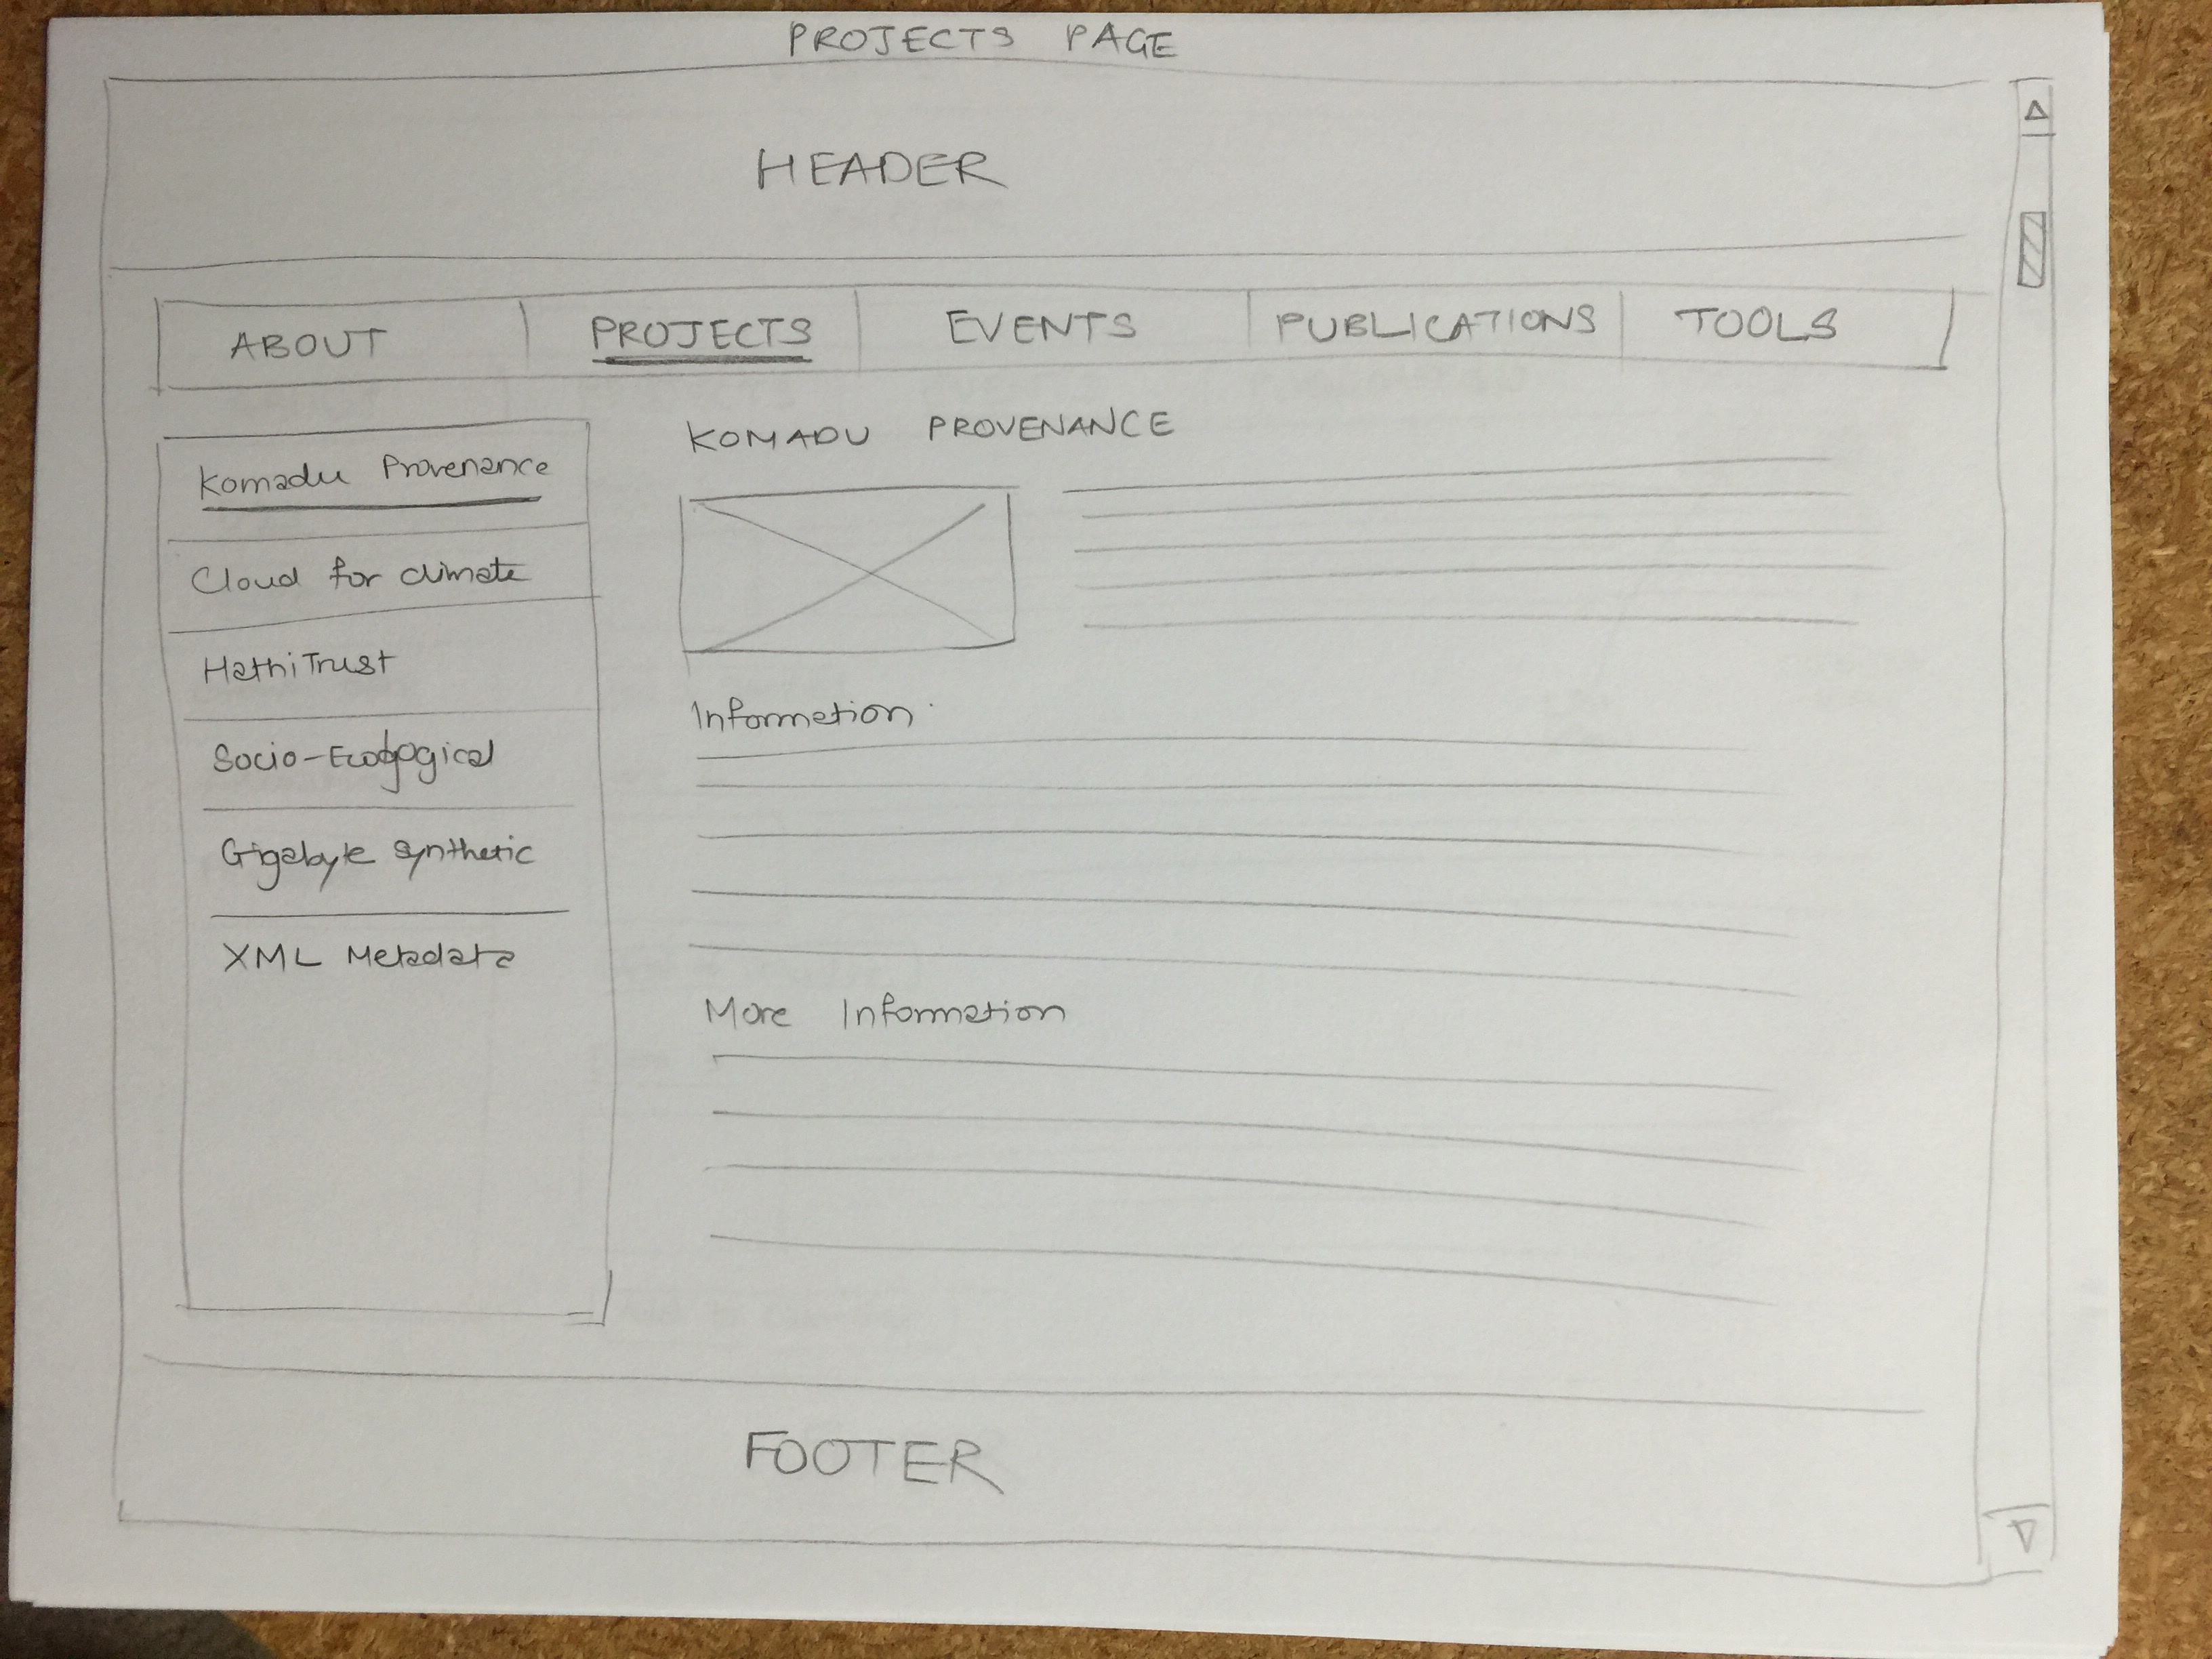 PROJECTS PAGE
HEADER
ABOUT PROJECTS EVENTS PUBLICATIONS TOOLS
Komadu Provenance
Cloud for climate
HathiTrust
Socio-Ecological
Gigabyte synthetic
XML Metadata
KOMADU PROVENANCE
Information
More Information
FOOTER